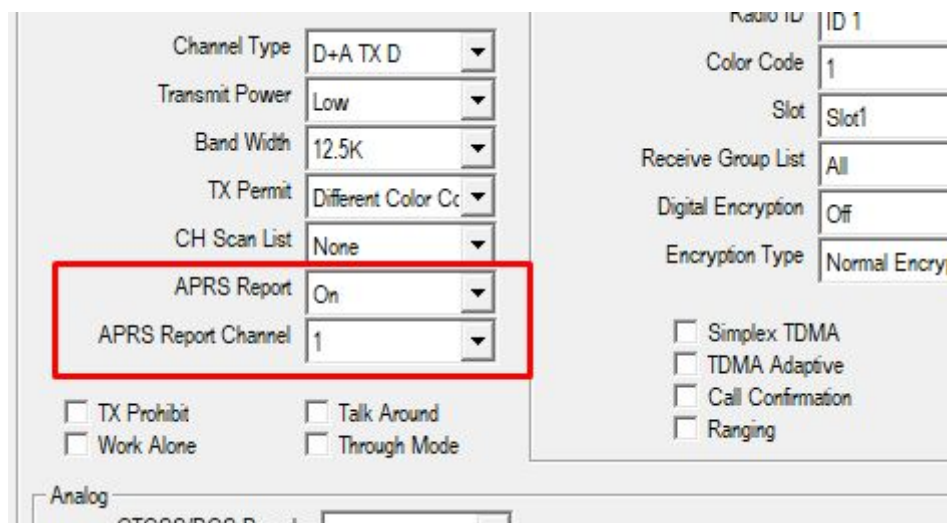 Channel Type D+A TX D
Transmit Power Low
Band Width 12.5K
TX Permit Different Color Cc
CH Scan List None
APRS Report On
APRS Report Channel 1
TX Prohibit Talk Around
Work Alone Through Mode
Radio ID ID 1
Color Code 1
Slot Slot1
Receive Group List All
Digital Encryption Off
Encryption Type Normal Encry
Simplex TDMA
TDMA Adaptive
Call Confirmation
Ranging
Analog